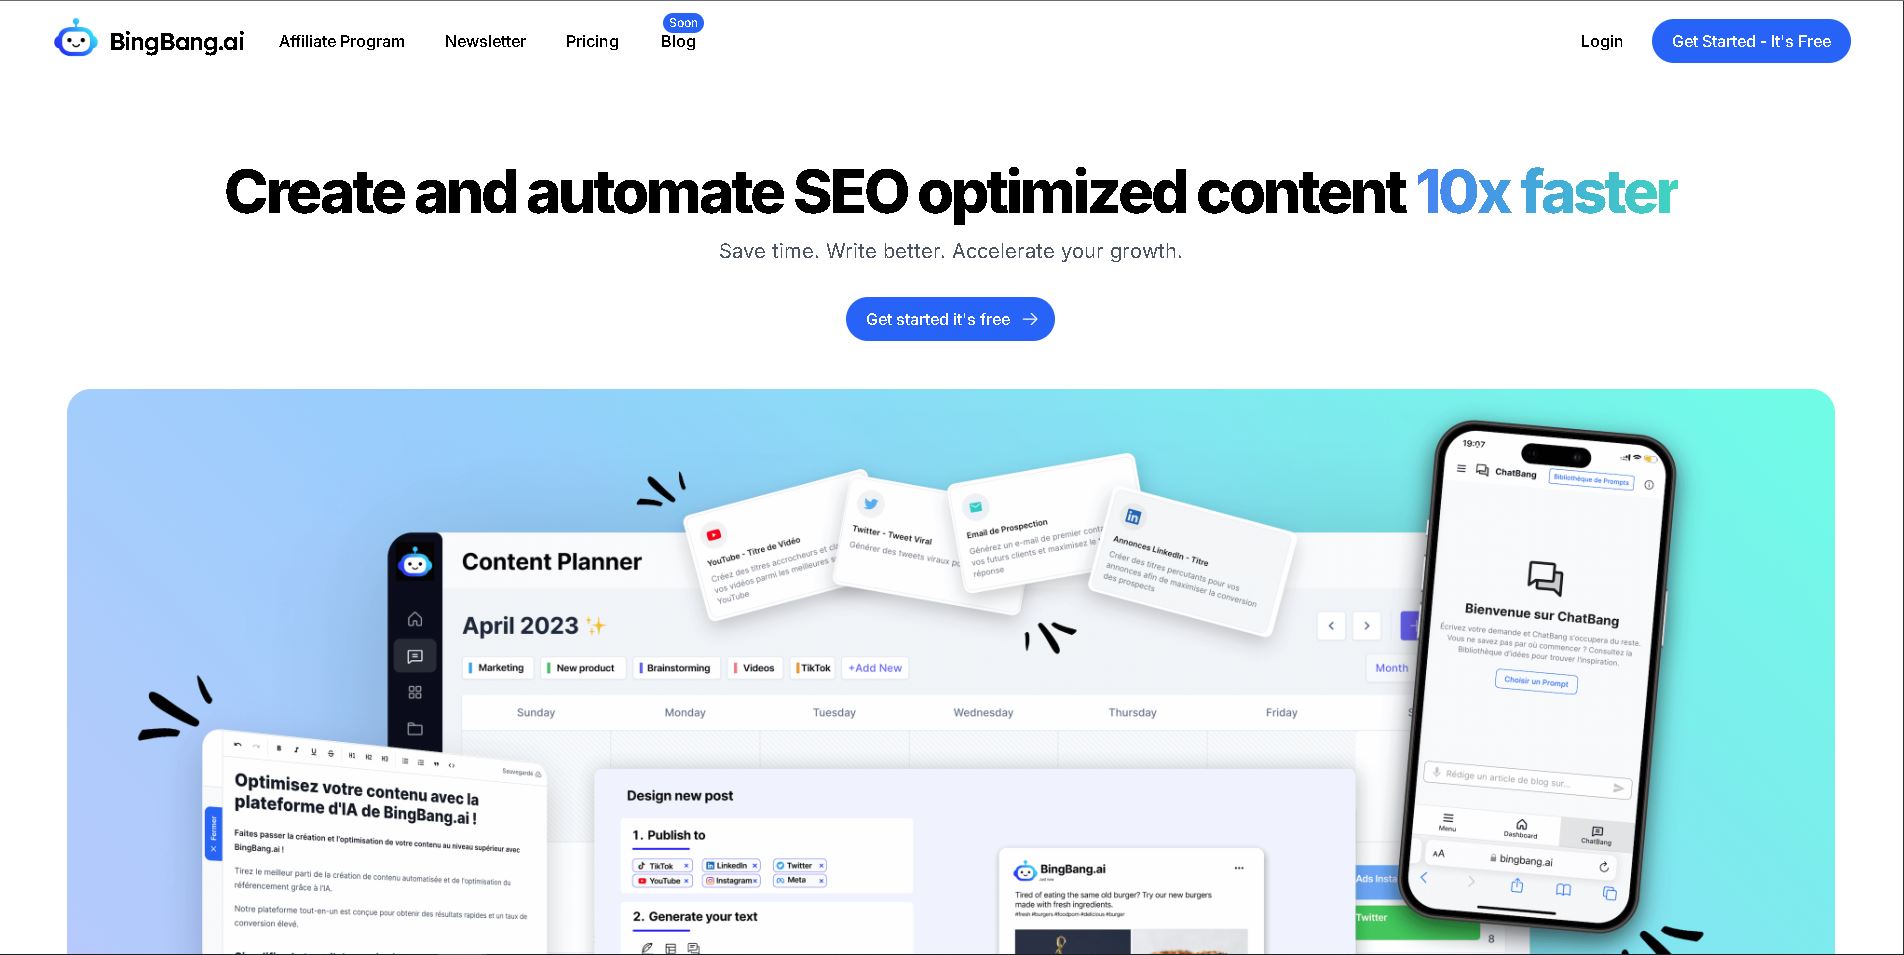 BingBang.ai
Affiliate Program
Newsletter
Pricing
Soon
Blog
Login
Get Started - It's Free
Create and automate SEO optimized content 10x faster
Save time. Write better. Accelerate your growth.
Get started it's free
Content Planner
April 2023
Marketing
New product
Brainstorming
Videos
TikTok
+Add New
Month
Sunday
Monday
Tuesday
Wednesday
Thursday
Friday
YouTube - Titre de Vidéo
Créez des titres accrocheurs et
vos vidéos parmi les meilleures
YouTube
Twitter - Tweet Viral
Générer des tweets viraux
Email de Prospection
Générez un e-mail de premier
vos futurs clients et maximisez le
réponse
Annonces LinkedIn - Titre
Créer des titres percutants pour vos
annonces afin de maximiser la conversion
des prospects
19:07
ChatBang
Bibliothèque de Prompts
Bienvenue sur ChatBang
Écrivez votre demande et ChatBang s'occupera du reste.
Vous ne savez pas par où commencer ? Consultez la
Bibliothèque d'idées pour trouver l'inspiration.
Choisir un Prompt
Rédige un article de blog sur...
Menu
Dashboard
ChatBang
AA
bingbang.ai
B
I
U
S
H1
H2
H3
Sauvegardé
Fermer
Optimisez votre contenu avec la
plateforme d'IA de BingBang.ai !
Faites passer la création et l'optimisation de votre contenu au niveau supérieur avec
BingBang.ai !
Tirez le meilleur parti de la création de contenu automatisée et de l'optimisation du
référencement grâce à l'IA.
Notre plateforme tout-en-un est conçue pour obtenir des résultats rapides et un taux de
conversion élevé.
Design new post
1. Publish to
TikTok
LinkedIn
Twitter
YouTube
Instagram
Meta
2. Generate your text
BingBang.ai
Just now
Tired of eating the same old burger? Try our new burgers
made with fresh ingredients.
#fresh #burgers #foodporn #delicious #burger
Ads Insta
Twitter
8